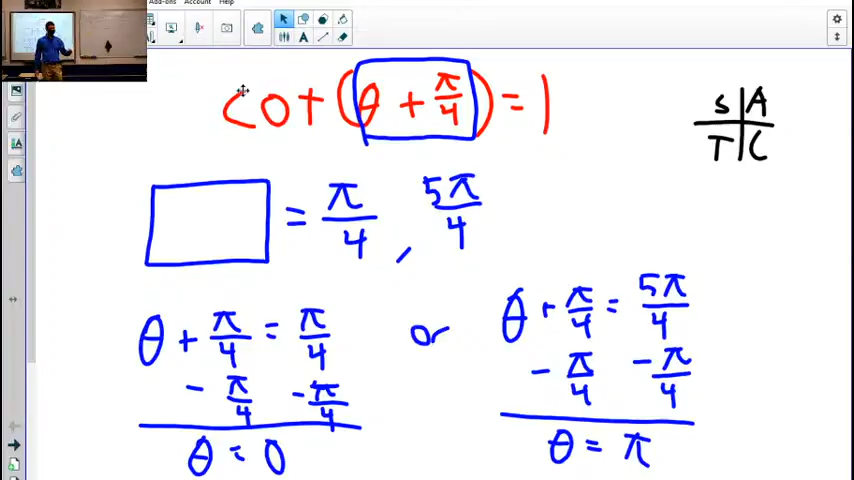 Add-ons Account Help
cot (θ + π/4) = 1
S A
T C
= π/4 , 5π/4
θ + π/4 = π/4 or θ + π/4 = 5π/4
- π/4 - π/4 - π/4 - π/4
θ = 0 θ = π